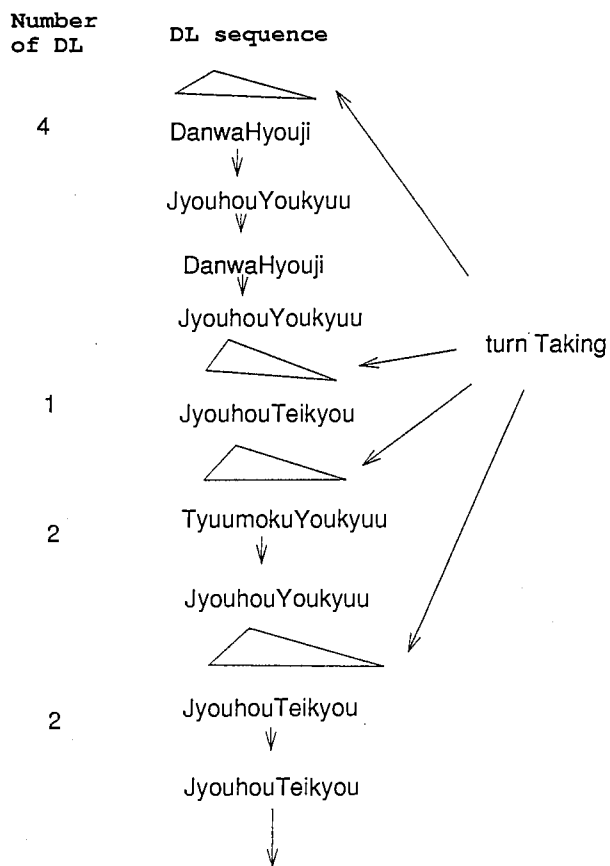 Number
of DL
DL sequence
4
DanwaHyouji
JyouhouYoukyuu
DanwaHyouji
JyouhouYoukyuu
turn Taking
1
JyouhouTeikyou
2
TyuumokuYoukyuu
JyouhouYoukyuu
2
JyouhouTeikyou
JyouhouTeikyou